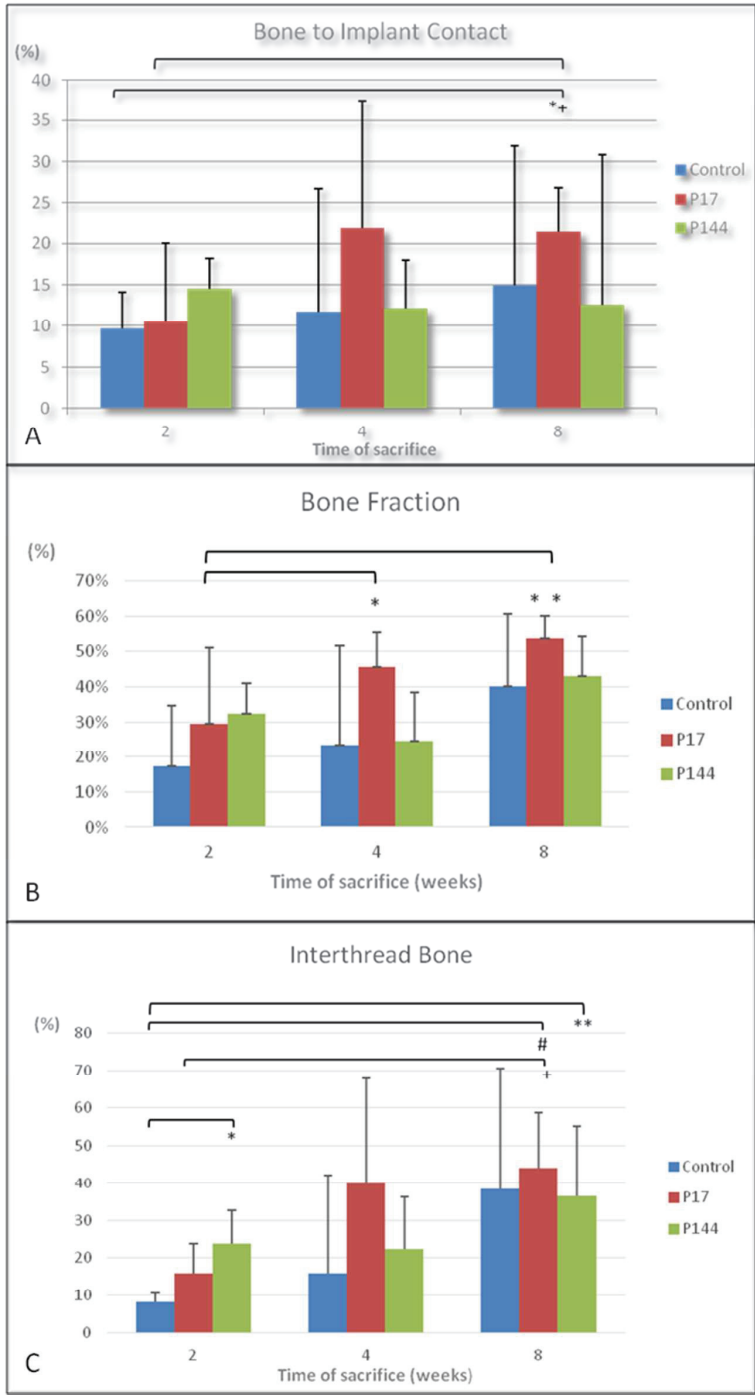 Bone to Implant Contact
(%)
40
35
30
25
20
15
10
5
0
*+
Control
P17
P144
2 4 8
Time of sacrifice
A
Bone Fraction
(%)
70%
60%
50%
40%
30%
20%
10%
0%
* * *
Control
P17
P144
2 4 8
Time of sacrifice (weeks)
B
Interthread Bone
(%)
80
70
60
50
40
30
20
10
0
**
#
+
*
Control
P17
P144
2 4 8
Time of sacrifice (weeks)
C